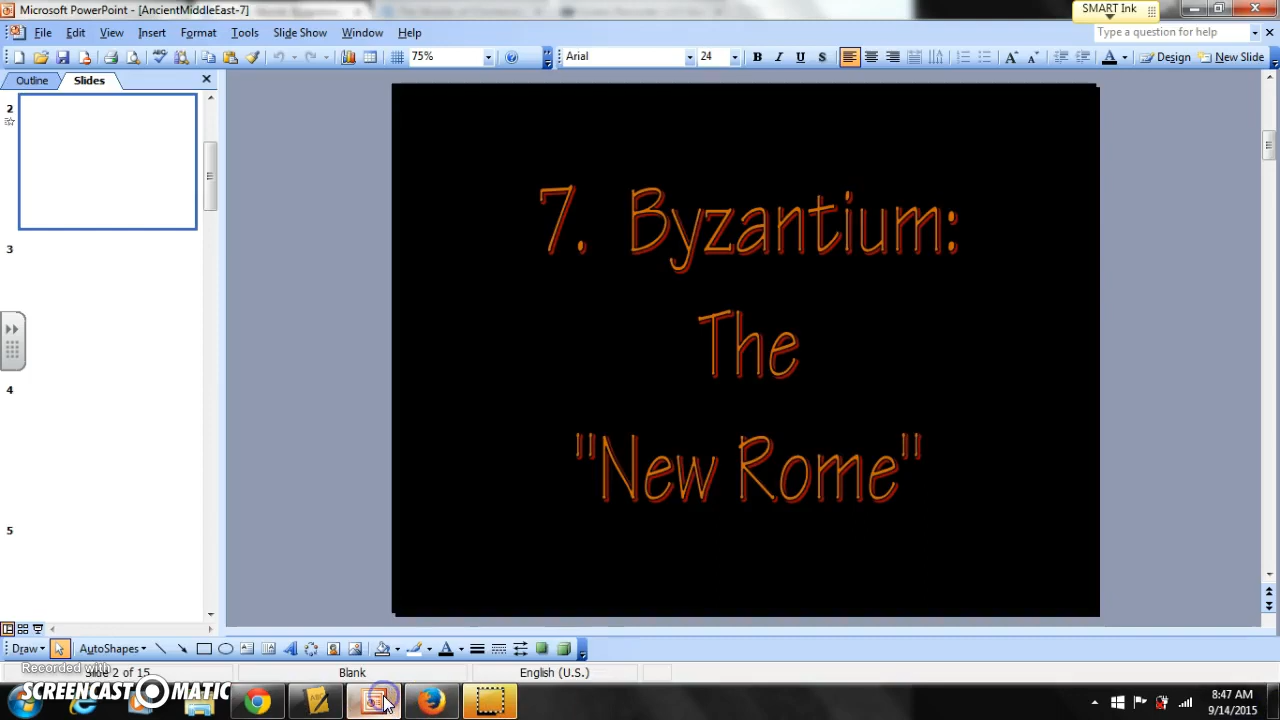 Microsoft PowerPoint - [AncientMiddleEast-7]
SMART Ink
File Edit View Insert Format Tools Slide Show Window Help
Type a question for help
75%
Arial
24
B I U S
A
Design
New Slide
Outline
Slides
2
3
4
5
7. Byzantium:
The
"New Rome"
Draw
AutoShapes
Recorded with
SCREENCAST MATIC
Slide 2 of 15
Blank
English (U.S.)
8:47 AM
9/14/2015